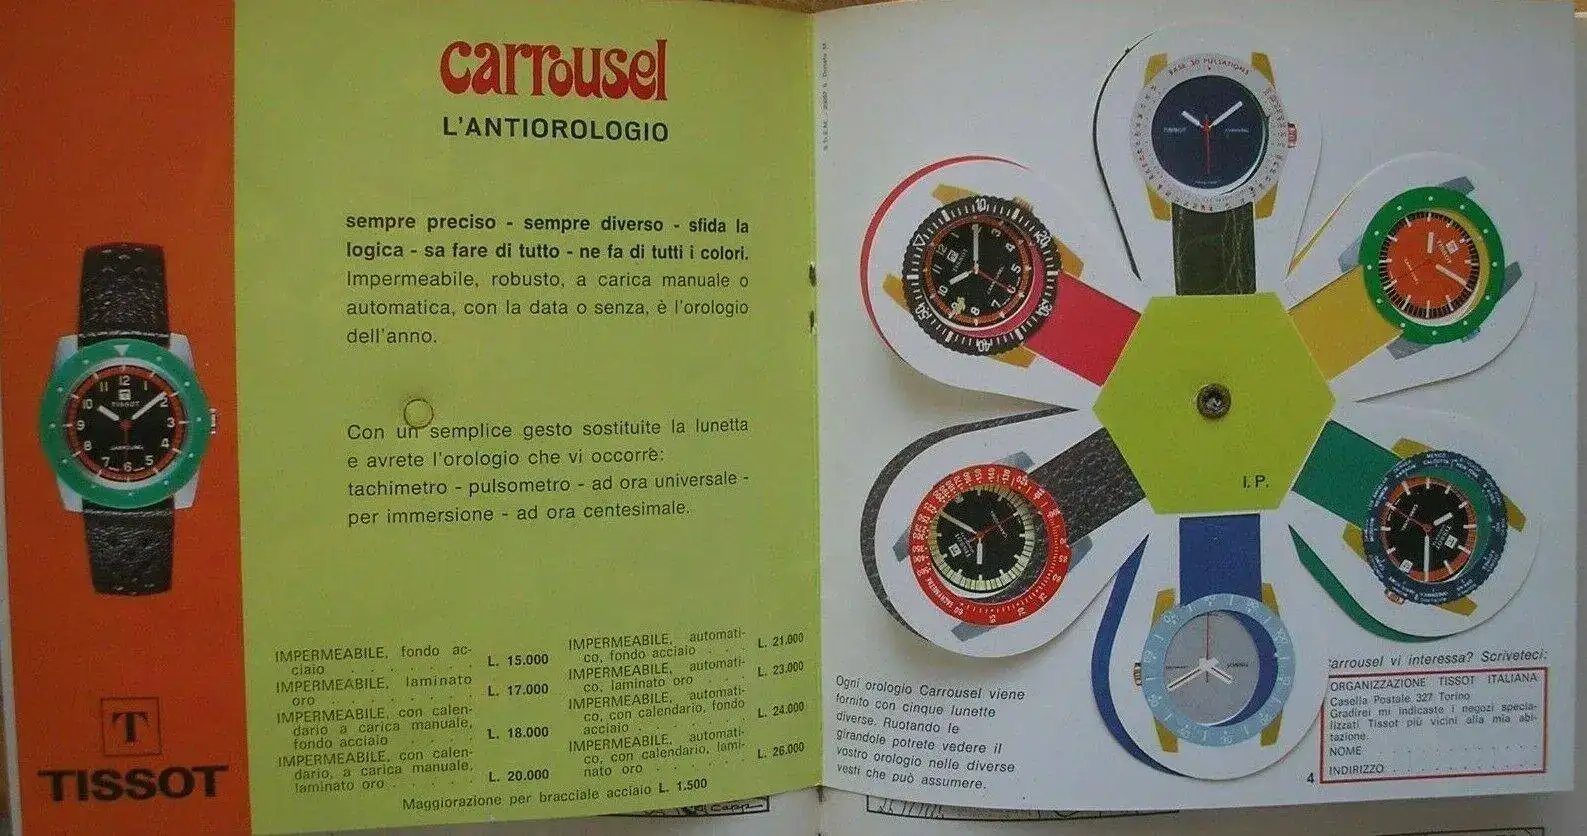 carrousel
L'ANTIOROLOGIO
sempre preciso - sempre diverso - sfida la
logica - sa fare di tutto - ne fa di tutti i colori.
Impermeabile, robusto, a carica manuale o
automatica, con la data o senza, è l'orologio
dell'anno.
Con un semplice gesto sostituite la lunetta
e avrete l'orologio che vi occorre:
tachimetro - pulsometro - ad ora universale -
per immersione - ad ora centesimale.
IMPERMEABILE, fondo ac-
ciaio . . . . . . . L. 15.000
IMPERMEABILE, laminato
oro . . . . . . . . L. 17.000
IMPERMEABILE, con calen-
dario a carica manuale,
fondo acciaio . . . . L. 18.000
IMPERMEABILE, con calen-
dario, a carica manuale,
laminato oro . . . . L. 20.000
IMPERMEABILE, automati-
co, fondo acciaio . . . L. 21.000
IMPERMEABILE, automati-
co, laminato oro . . . L. 23.000
IMPERMEABILE, automati-
co, con calendario, fondo
acciaio . . . . . . L. 24.000
IMPERMEABILE, automati-
co, con calendario, lami-
nato oro . . . . . L. 26.000
Maggiorazione per bracciale acciaio L. 1.500
T
TISSOT
TISSOT
CARROUSEL
BASE 30 PULSATIONS
TISSOT
I.P.
Ogni orologio Carrousel viene
fornito con cinque lunette
diverse. Ruotando le
girandole potrete vedere il
vostro orologio nelle diverse
vesti che può assumere.
arrousel vi interessa? Scriveteci:
ORGANIZZAZIONE TISSOT ITALIANA
Casella Postale 327 Torino
Gradirei mi indicaste i negozi specia-
lizzati Tissot più vicini alla mia abi-
tazione.
NOME
INDIRIZZO
4